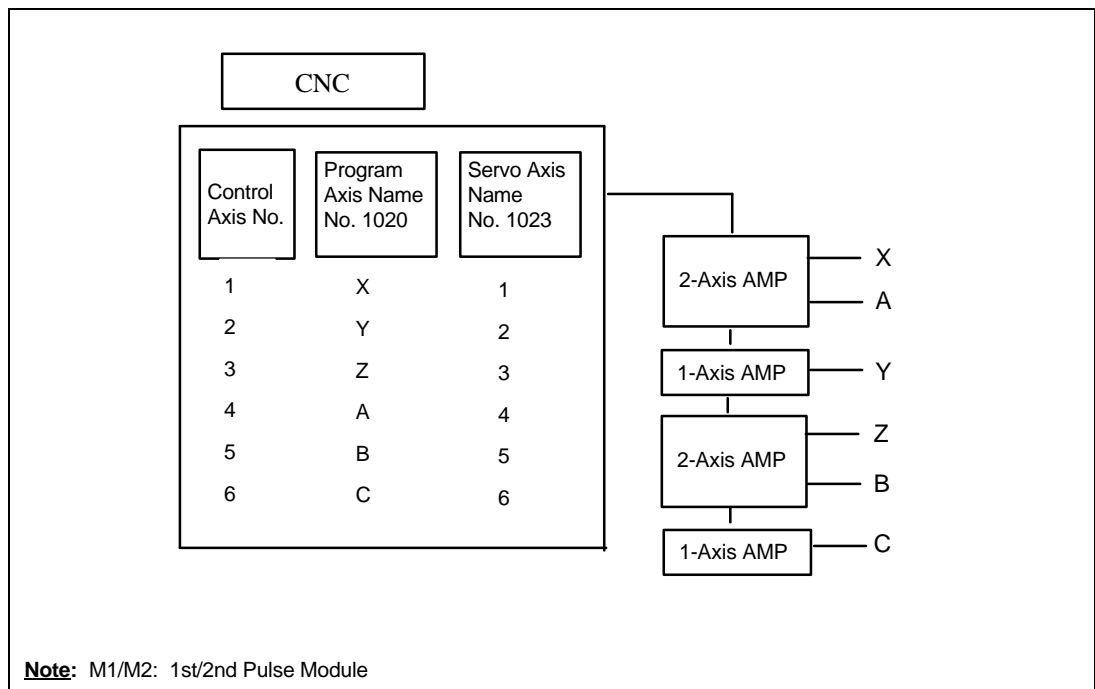 CNC
Control
Axis No.
Program
Axis Name
No. 1020
Servo Axis
Name
No. 1023
1 X 1
2 Y 2
3 Z 3
4 A 4
5 B 5
6 C 6
2-Axis AMP
X
A
1-Axis AMP
Y
2-Axis AMP
Z
B
1-Axis AMP
C
Note: M1/M2: 1st/2nd Pulse Module